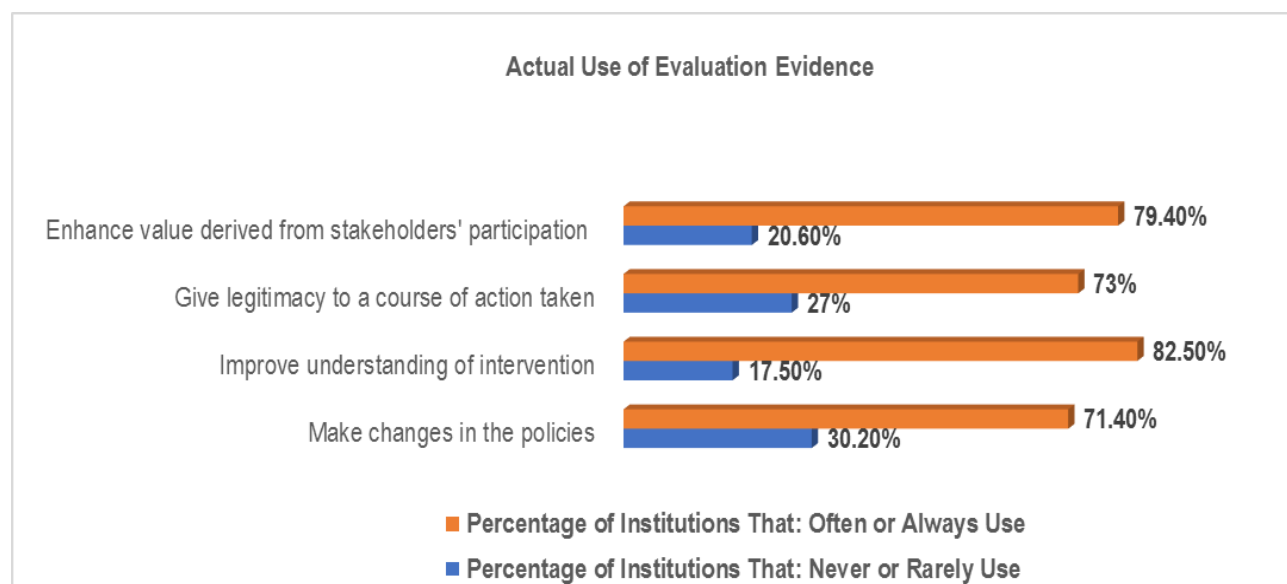 Actual Use of Evaluation Evidence
Enhance value derived from stakeholders' participation
79.40%
20.60%
Give legitimacy to a course of action taken
73%
27%
Improve understanding of intervention
82.50%
17.50%
Make changes in the policies
71.40%
30.20%
Percentage of Institutions That: Often or Always Use
Percentage of Institutions That: Never or Rarely Use